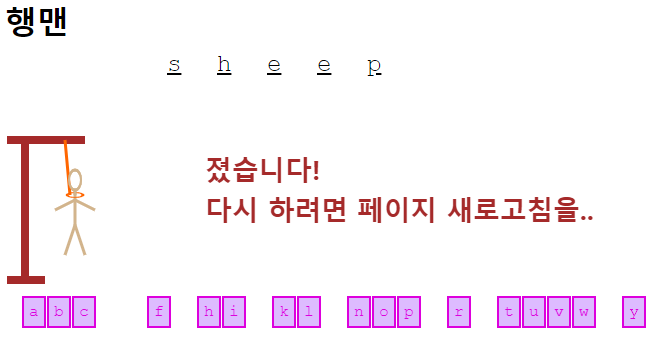 행맨
s h e e p
졌습니다!
다시 하려면 페이지 새로고침을..
a b c f h i k l n o p r t u v w y